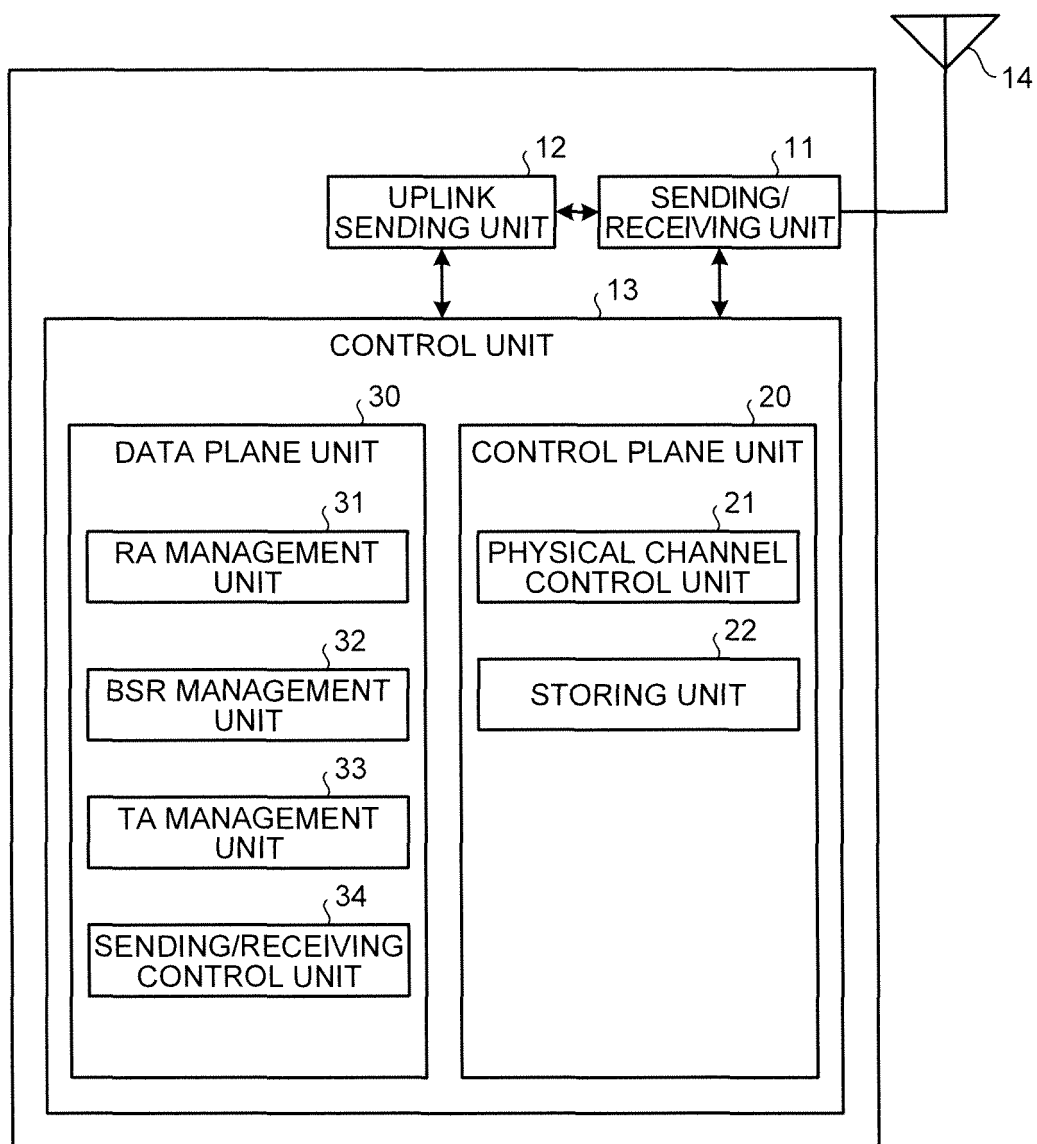 14
12
UPLINK
SENDING UNIT
11
SENDING/
RECEIVING UNIT
13
CONTROL UNIT
30
DATA PLANE UNIT
31
RA MANAGEMENT
UNIT
32
BSR MANAGEMENT
UNIT
33
TA MANAGEMENT
UNIT
34
SENDING/RECEIVING
CONTROL UNIT
20
CONTROL PLANE UNIT
21
PHYSICAL CHANNEL
CONTROL UNIT
22
STORING UNIT